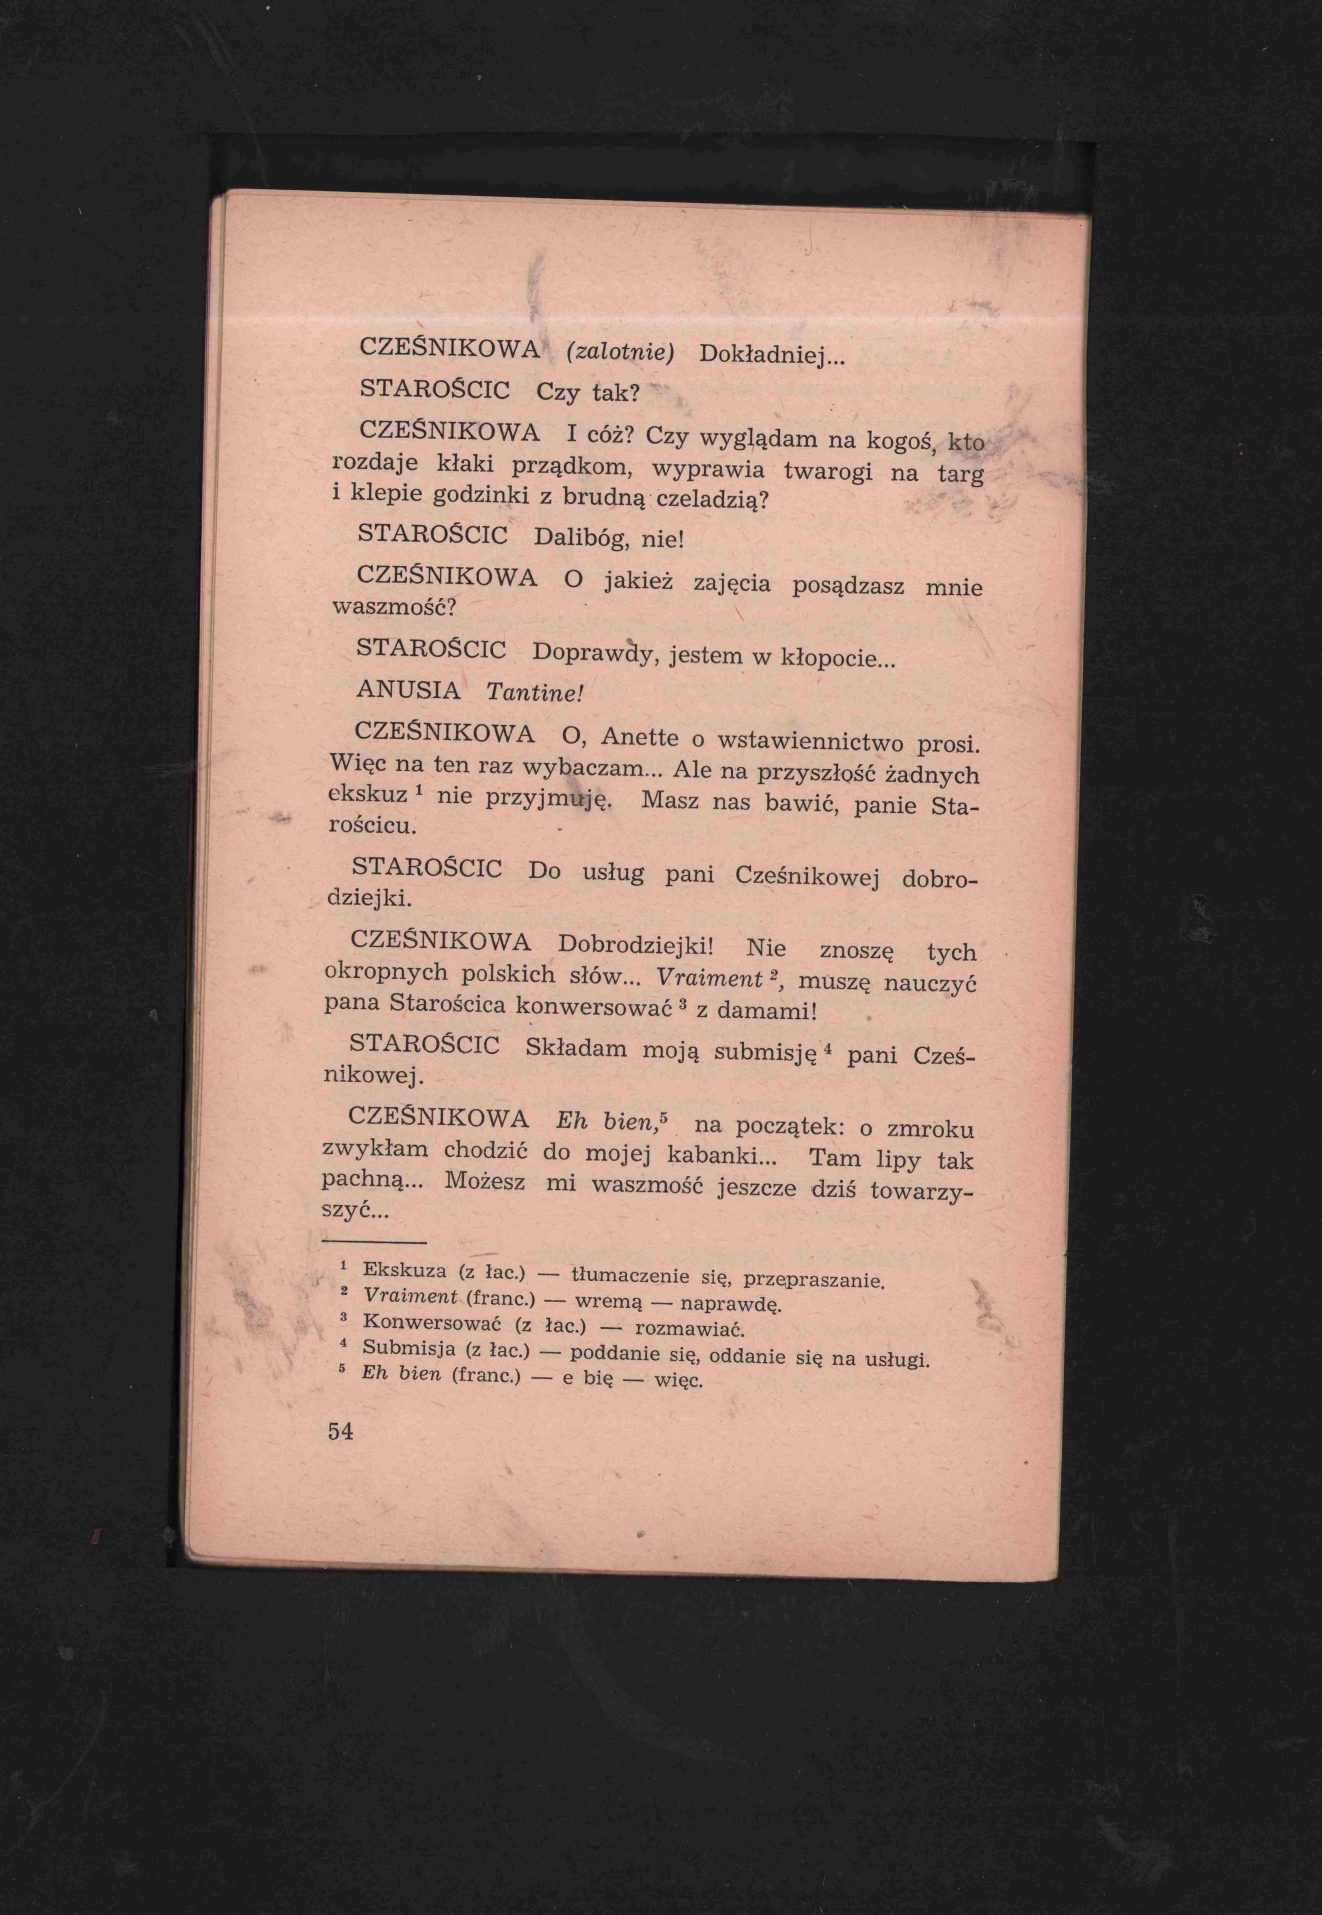 CZEŚNIKOWA (zalotnie) Dokładniej...
STAROŚCIC Czy tak?
CZEŚNIKOWA I cóż? Czy wyglądam na kogoś, kto
rozdaje kłaki prządkom, wyprawia twarogi na targ
i klepie godzinki z brudną czeladzią?
STAROŚCIC Dalibóg, nie!
CZEŚNIKOWA O jakież zajęcia posądzasz mnie
waszmość?
STAROŚCIC Doprawdy, jestem w kłopocie...
ANUSIA Tantine!
CZEŚNIKOWA O, Anette o wstawiennictwo prosi.
Więc na ten raz wybaczam... Ale na przyszłość żadnych
ekskuz ¹ nie przyjmuję. Masz nas bawić, panie Sta-
rościcu.
STAROŚCIC Do usług pani Cześnikowej dobro-
dziejki.
CZEŚNIKOWA Dobrodziejki! Nie znoszę tych
okropnych polskich słów... Vraiment ², muszę nauczyć
pana Starościca konwersować ³ z damami!
STAROŚCIC Składam moją submisję ⁴ pani Cześ-
nikowej.
CZEŚNIKOWA Eh bien,⁵ na początek: o zmroku
zwykłam chodzić do mojej kabanki... Tam lipy tak
pachną... Możesz mi waszmość jeszcze dziś towarzy-
szyć...
¹ Ekskuza (z łac.) — tłumaczenie się, przepraszanie.
² Vraiment (franc.) — wremą — naprawdę.
³ Konwersować (z łac.) — rozmawiać.
⁴ Submisja (z łac.) — poddanie się, oddanie się na usługi.
⁵ Eh bien (franc.) — e bię — więc.
54